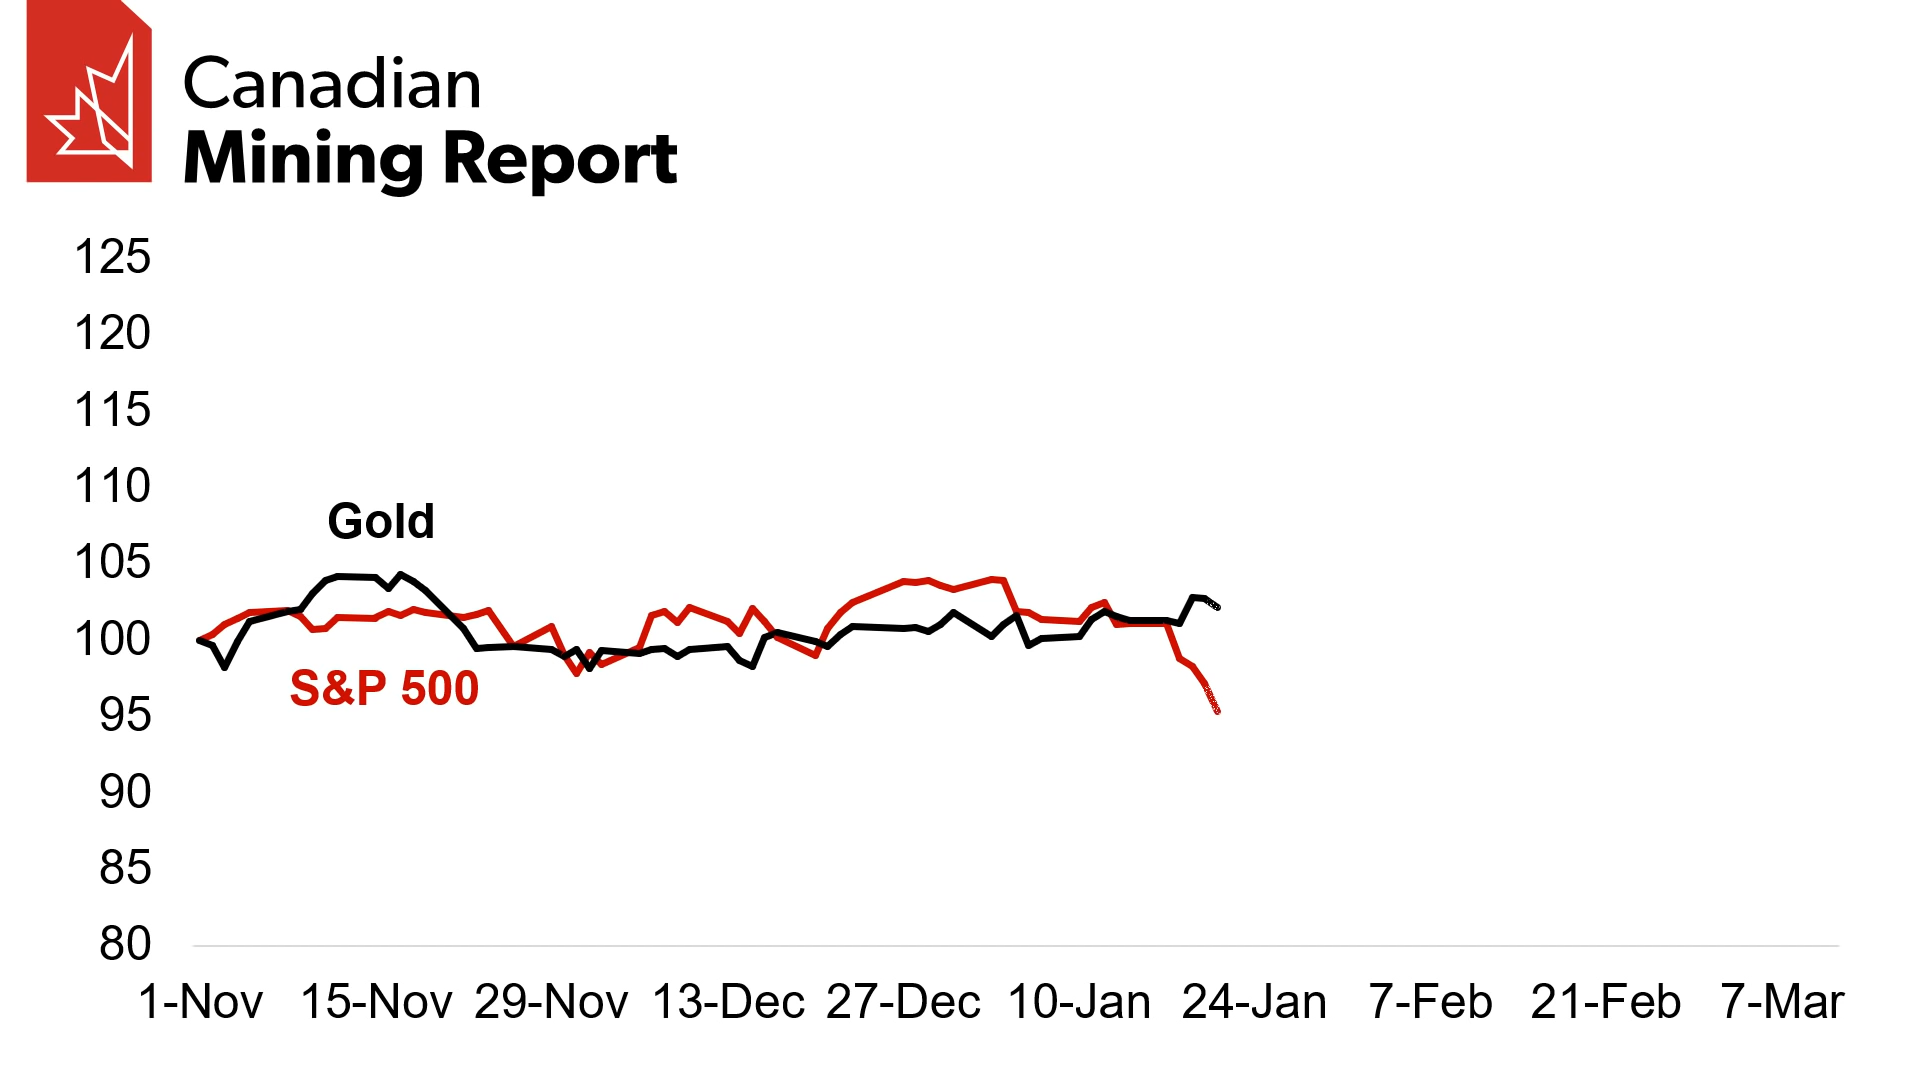 Canadian
Mining Report
125
120
115
110
105
100
95
90
85
80
Gold
S&P 500
1-Nov 15-Nov 29-Nov 13-Dec 27-Dec 10-Jan 24-Jan 7-Feb 21-Feb 7-Mar